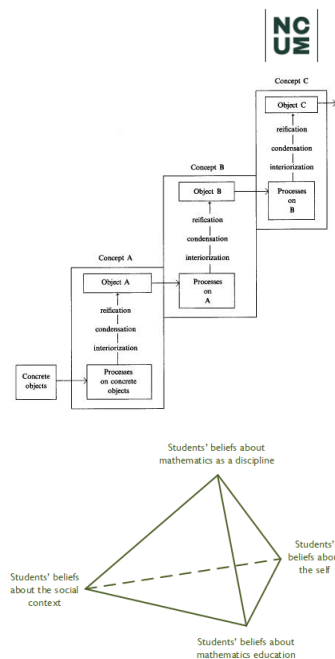 NC
UM
Concept C
Object C
reification
condensation
interiorization
Processes
on
B
Concept B
Object B
reification
condensation
interiorization
Processes
on
A
Concept A
Object A
reification
condensation
interiorization
Processes
on concrete
objects
Concrete
objects
Students' beliefs about
mathematics as a discipline
Students'
beliefs about
the self
Students' beliefs
about the social
context
Students' beliefs about
mathematics education